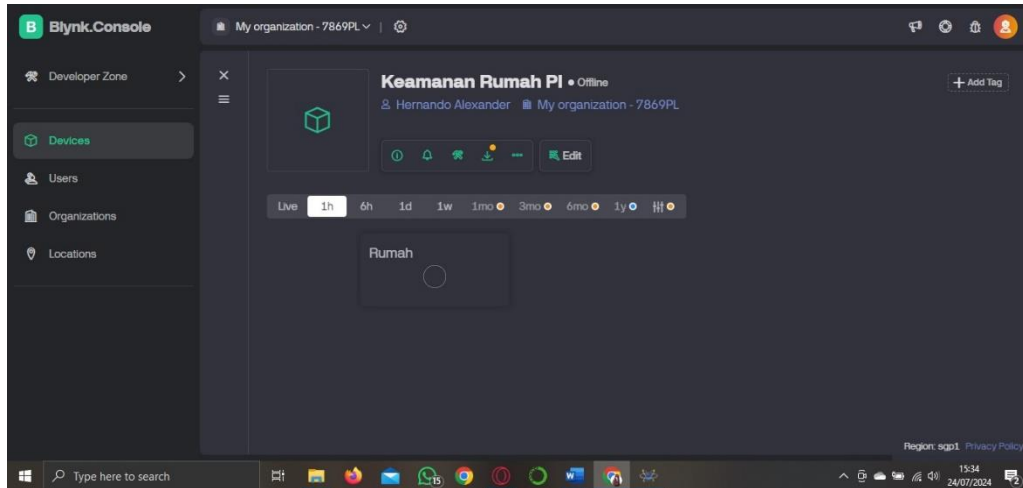 B Blynk.Console
My organization - 7869PL
Developer Zone
Devices
Users
Organizations
Locations
Keamanan Rumah PI • Offline
Hernando Alexander My organization - 7869PL
Add Tag
Edit
Live 1h 6h 1d 1w 1mo 3mo 6mo 1y
Rumah
Region: sgp1 Privacy Policy
Type here to search
15:34
24/07/2024